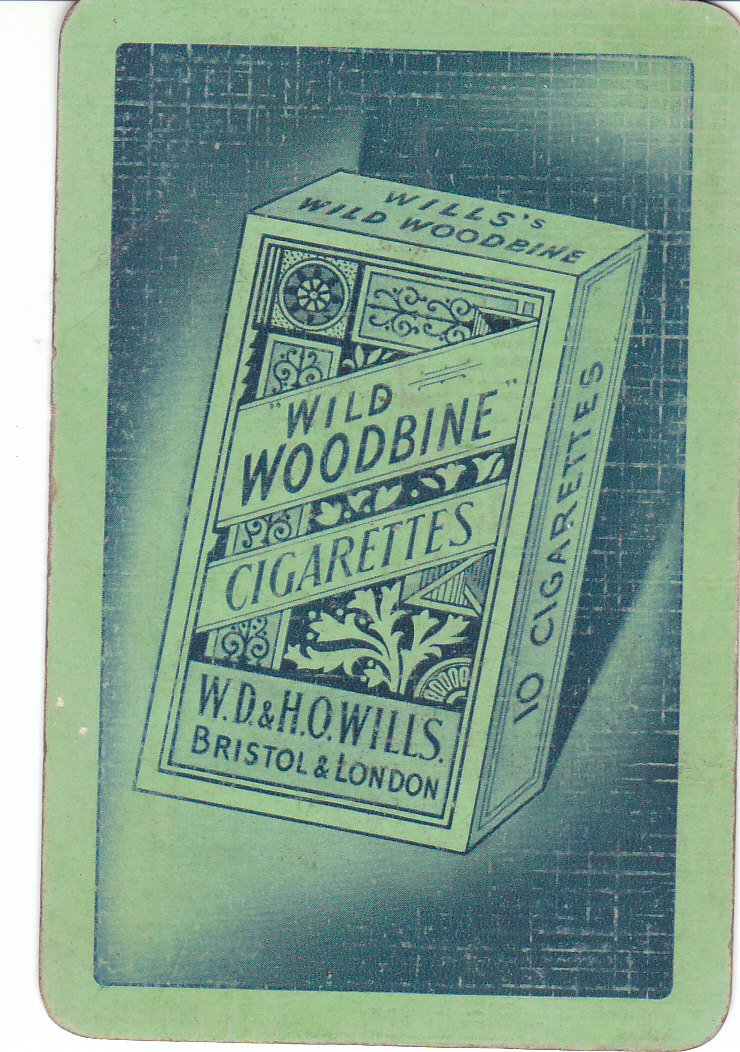 WILLS'S
WILD WOODBINE
"WILD
WOODBINE"
CIGARETTES
W.D.&H.O.WILLS.
BRISTOL & LONDON
10 CIGARETTES